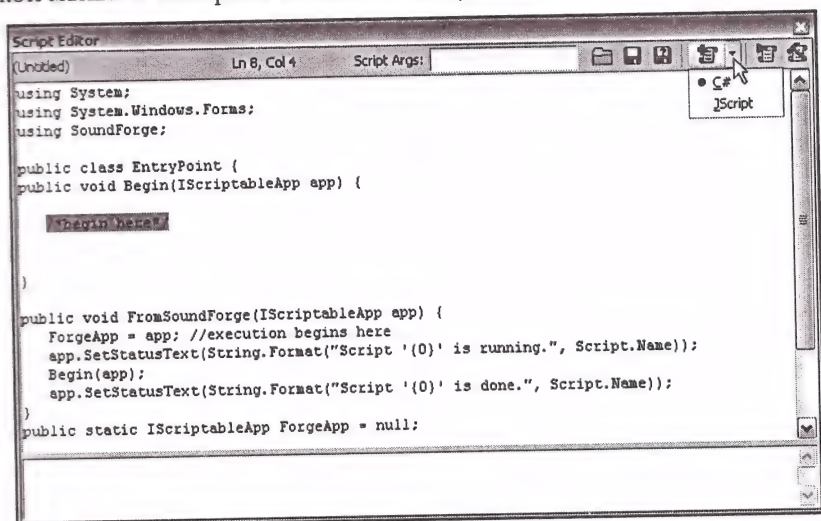 Script Editor
(Untitled) Ln 8, Col 4 Script Args:
C#
JScript
using System;
using System.Windows.Forms;
using SoundForge;
public class EntryPoint {
public void Begin(IScriptableApp app) {
/*begin here*/
}
public void FromSoundForge(IScriptableApp app) {
ForgeApp = app; //execution begins here
app.SetStatusText(String.Format("Script '{0}' is running.", Script.Name));
Begin(app);
app.SetStatusText(String.Format("Script '{0}' is done.", Script.Name));
}
public static IScriptableApp ForgeApp = null;